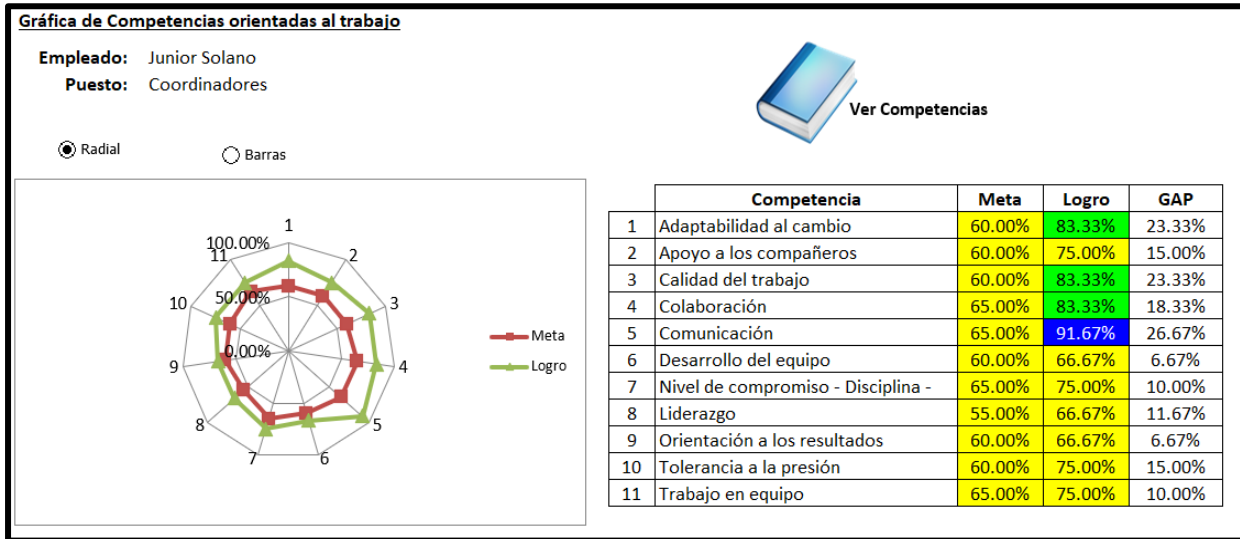 Gráfica de Competencias orientadas al trabajo
Empleado: Junior Solano
Puesto: Coordinadores
Ver Competencias
Radial
Barras
1
2
3
4
5
6
7
8
9
10
11
100.00%
50.00%
0.00%
Meta
Logro
Competencia Meta Logro GAP
1 Adaptabilidad al cambio 60.00% 83.33% 23.33%
2 Apoyo a los compañeros 60.00% 75.00% 15.00%
3 Calidad del trabajo 60.00% 83.33% 23.33%
4 Colaboración 65.00% 83.33% 18.33%
5 Comunicación 65.00% 91.67% 26.67%
6 Desarrollo del equipo 60.00% 66.67% 6.67%
7 Nivel de compromiso - Disciplina - 65.00% 75.00% 10.00%
8 Liderazgo 55.00% 66.67% 11.67%
9 Orientación a los resultados 60.00% 66.67% 6.67%
10 Tolerancia a la presión 60.00% 75.00% 15.00%
11 Trabajo en equipo 65.00% 75.00% 10.00%